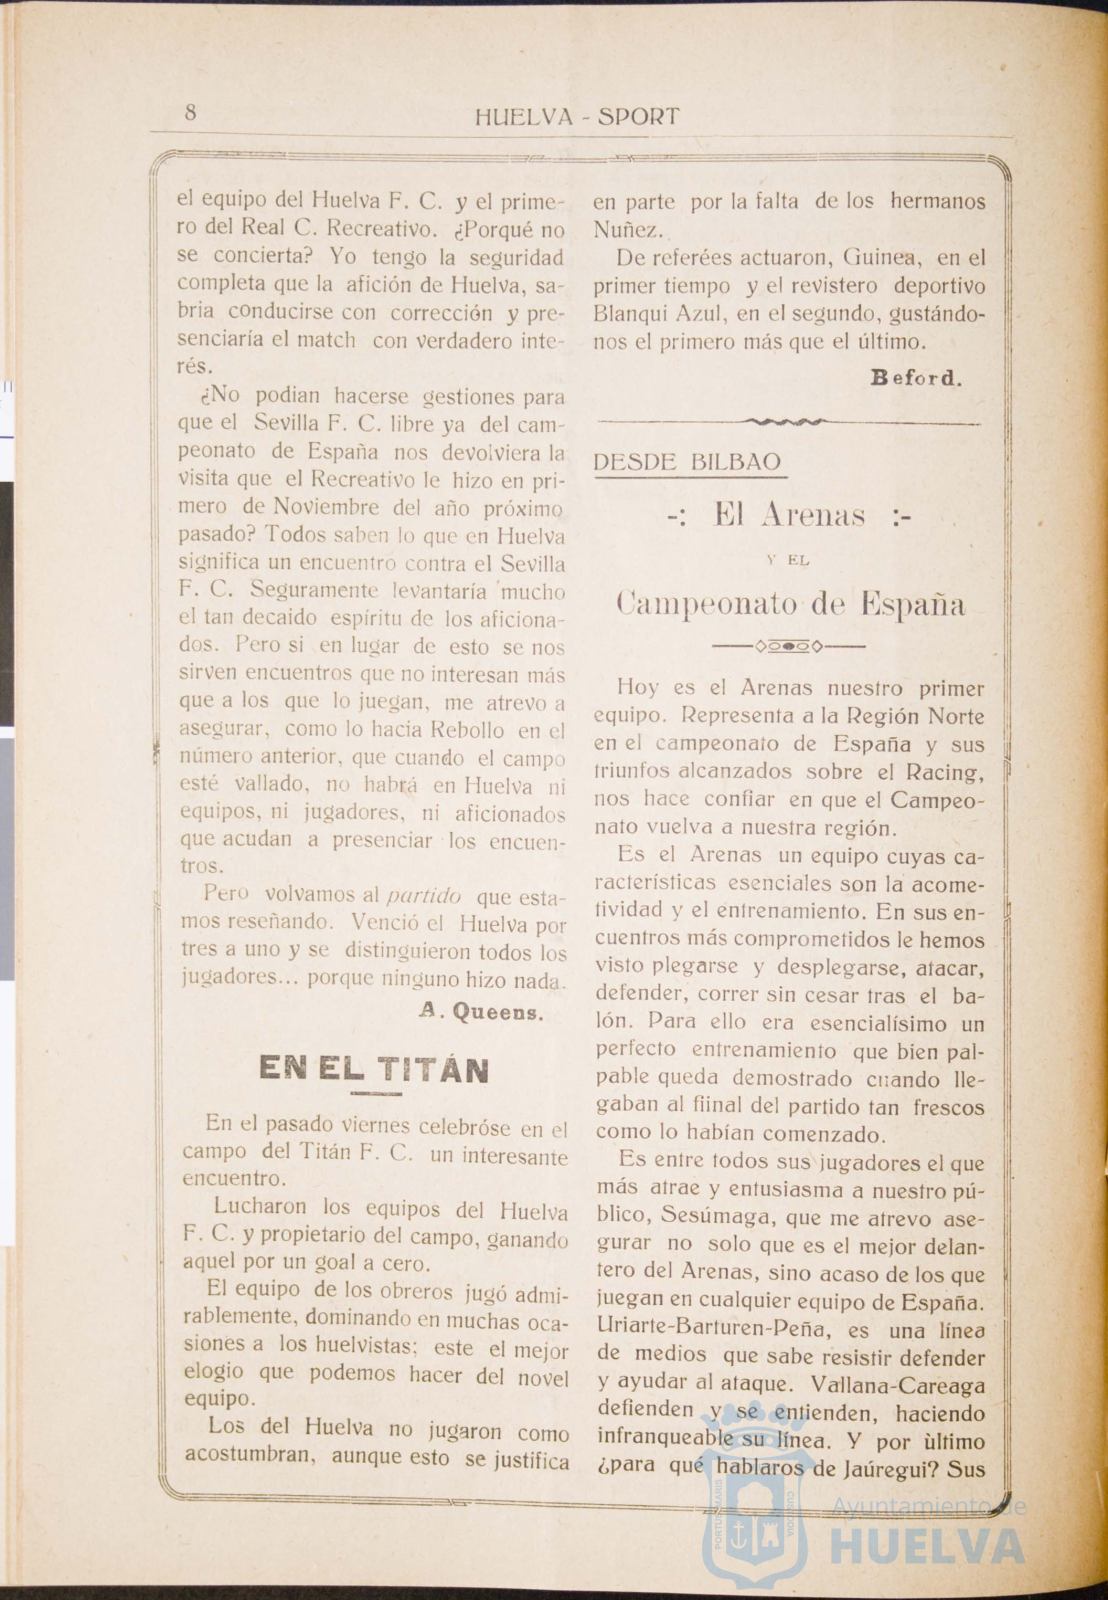 8
HUELVA - SPORT
el equipo del Huelva F. C. y el prime-
ro del Real C. Recreativo. ¿Porqué no
se concierta? Yo tengo la seguridad
completa que la afición de Huelva, sa-
bria conducirse con corrección y pre-
senciaría el match con verdadero inte-
rés.
¿No podian hacerse gestiones para
que el Sevilla F. C. libre ya del cam-
peonato de España nos devolviera la
visita que el Recreativo le hizo en pri-
mero de Noviembre del año próximo
pasado? Todos saben lo que en Huelva
significa un encuentro contra el Sevilla
F. C. Seguramente levantaría mucho
el tan decaido espíritu de los aficiona-
dos. Pero si en lugar de esto se nos
sirven encuentros que no interesan más
que a los que lo juegan, me atrevo a
asegurar, como lo hacia Rebollo en el
número anterior, que cuando el campo
esté vallado, no habrá en Huelva ni
equipos, ni jugadores, ni aficionados
que acudan a presenciar los encuen-
tros.
Pero volvamos al partido que esta-
mos reseñando. Venció el Huelva por
tres a uno y se distinguieron todos los
jugadores... porque ninguno hizo nada.
A. Queens.
EN EL TITÁN
En el pasado viernes celebróse en el
campo del Titán F. C. un interesante
encuentro.
Lucharon los equipos del Huelva
F. C. y propietario del campo, ganando
aquel por un goal a cero.
El equipo de los obreros jugó admi-
rablemente, dominando en muchas oca-
siones a los huelvistas; este el mejor
elogio que podemos hacer del novel
equipo.
Los del Huelva no jugaron como
acostumbran, aunque esto se justifica
en parte por la falta de los hermanos
Nuñez.
De referées actuaron, Guinea, en el
primer tiempo y el revistero deportivo
Blanqui Azul, en el segundo, gustándo-
nos el primero más que el último.
Beford.
DESDE BILBAO
-: El Arenas :-
Y EL
Campeonato de España
Hoy es el Arenas nuestro primer
equipo. Representa a la Región Norte
en el campeonato de España y sus
triunfos alcanzados sobre el Racing,
nos hace confiar en que el Campeo-
nato vuelva a nuestra región.
Es el Arenas un equipo cuyas ca-
racterísticas esenciales son la acome-
tividad y el entrenamiento. En sus en-
cuentros más comprometidos le hemos
visto plegarse y desplegarse, atacar,
defender, correr sin cesar tras el ba-
lón. Para ello era esencialísimo un
perfecto entrenamiento que bien pal-
pable queda demostrado cuando lle-
gaban al fiinal del partido tan frescos
como lo habían comenzado.
Es entre todos sus jugadores el que
más atrae y entusiasma a nuestro pú-
blico, Sesúmaga, que me atrevo ase-
gurar no solo que es el mejor delan-
tero del Arenas, sino acaso de los que
juegan en cualquier equipo de España.
Uriarte-Barturen-Peña, es una línea
de medios que sabe resistir defender
y ayudar al ataque. Vallana-Careaga
defienden y se entienden, haciendo
infranqueable su línea. Y por ùltimo
¿para qué hablaros de Jaúregui? Sus
PORTUS MARIS
CUSTODIA
Ayuntamiento de
HUELVA